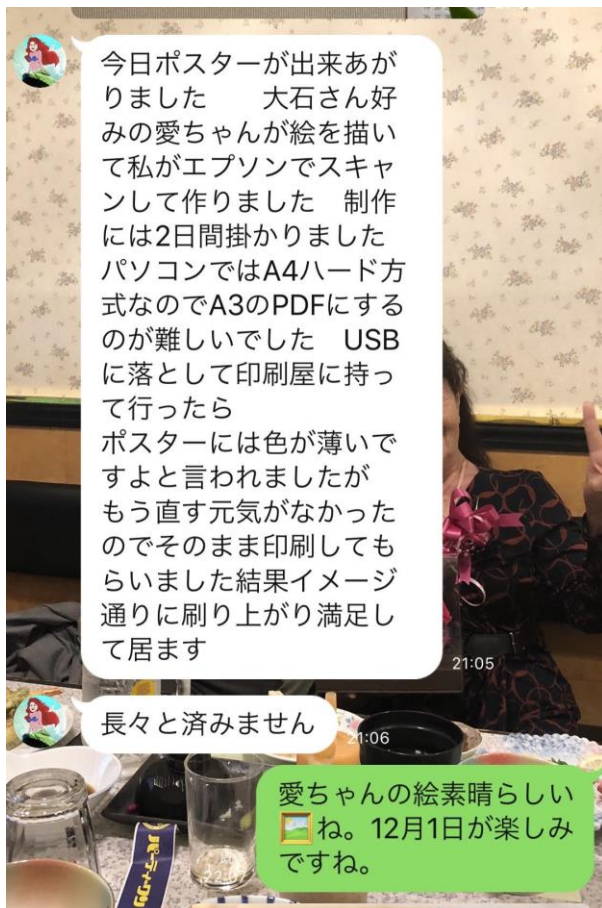 今日ポスターが出来あが
りました　　大石さん好
みの愛ちゃんが絵を描い
て私がエプソンでスキャ
ンして作りました　制作
には2日間掛かりました
パソコンではA4ハード方
式なのでA3のPDFにする
のが難しいでした　USB
に落として印刷屋に持っ
て行ったら
ポスターには色が薄いで
すよと言われましたが
もう直す元気がなかった
のでそのまま印刷しても
らいました結果イメージ
通りに刷り上がり満足し
て居ます
21:05
長々と済みません
21:06
愛ちゃんの絵素晴らしい
🖼️ね。12月1日が楽しみ
ですね。